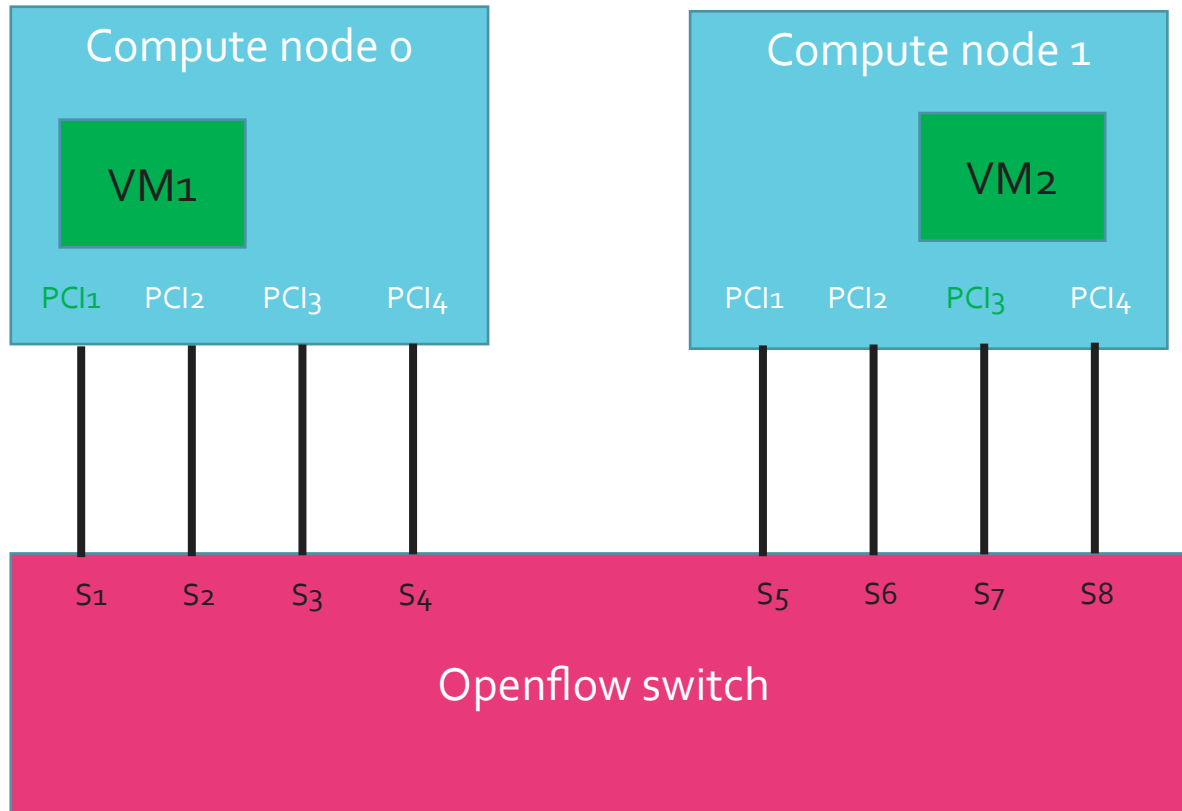 Compute node 0
Compute node 1
VM1
VM2
PCI1 PCI2 PCI3 PCI4
PCI1 PCI2 PCI3 PCI4
S1 S2 S3 S4
S5 S6 S7 S8
Openflow switch